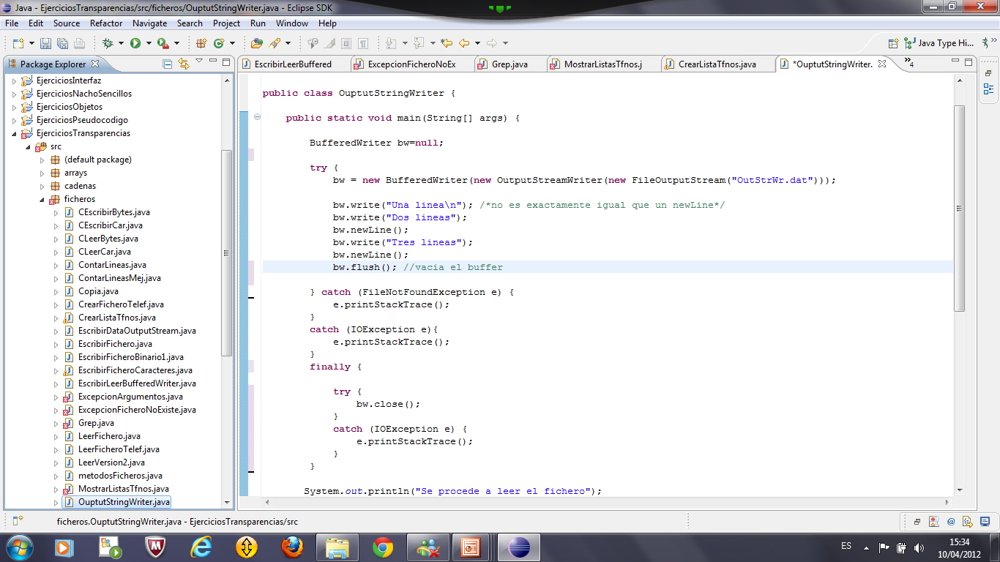 Java - EjerciciosTransparencias/src/ficheros/OuptutStringWriter.java - Eclipse SDK
File Edit Source Refactor Navigate Search Project Run Window Help
Java Type Hi...
Package Explorer
EscribirLeerBuffered ExcepcionFicheroNoEx Grep.java MostrarListasTfnos.j CrearListaTfnos.java *OuptutStringWriter. »4
EjerciciosInterfaz
EjerciciosNachoSencillos
EjerciciosObjetos
EjerciciosPseudocodigo
EjerciciosTransparencias
src
(default package)
arrays
cadenas
ficheros
CEscribirBytes.java
CEscribirCar.java
CLeerBytes.java
CLeerCar.java
ContarLineas.java
ContarLineasMej.java
Copia.java
CrearFicheroTelef.java
CrearListaTfnos.java
EscribirDataOutputStream.java
EscribirFichero.java
EscribirFicheroBinario1.java
EscribirFicheroCaracteres.java
EscribirLeerBufferedWriter.java
ExcepcionArgumentos.java
ExcepcionFicheroNoExiste.java
Grep.java
LeerFichero.java
LeerFicheroTelef.java
LeerVersion2.java
metodosFicheros.java
MostrarListasTfnos.java
OuptutStringWriter.java
public class OuptutStringWriter {
public static void main(String[] args) {
BufferedWriter bw=null;
try {
bw = new BufferedWriter(new OutputStreamWriter(new FileOutputStream("OutStrWr.dat")));
bw.write("Una linea\n"); /*no es exactamente igual que un newLine*/
bw.write("Dos lineas");
bw.newLine();
bw.write("Tres lineas");
bw.newLine();
bw.flush(); //vacia el buffer
} catch (FileNotFoundException e) {
e.printStackTrace();
}
catch (IOException e){
e.printStackTrace();
}
finally {
try {
bw.close();
}
catch (IOException e) {
e.printStackTrace();
}
}
System.out.println("Se procede a leer el fichero");
ficheros.OuptutStringWriter.java - EjerciciosTransparencias/src
ES
15:34
10/04/2012